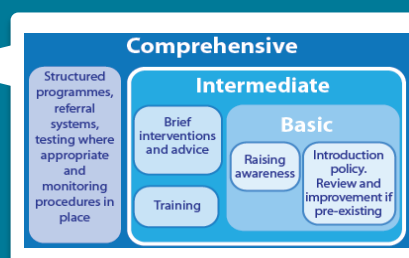 Comprehensive
Structured
programmes,
referral
systems,
testing where
appropriate
and
monitoring
procedures in
place
Intermediate
Brief
interventions
and advice
Training
Basic
Raising
awareness
Introduction
policy.
Review and
improvement if
pre-existing